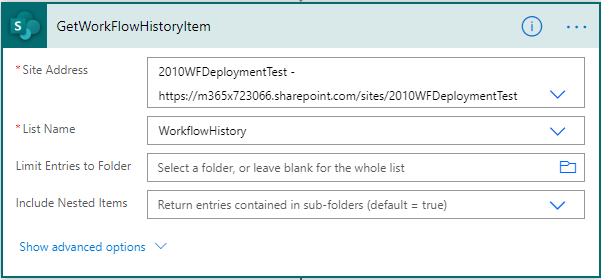 S
GetWorkFlowHistoryItem
* Site Address
2010WFDeploymentTest -
https://m365x723066.sharepoint.com/sites/2010WFDeploymentTest
* List Name
WorkflowHistory
Limit Entries to Folder
Select a folder, or leave blank for the whole list
Include Nested Items
Return entries contained in sub-folders (default = true)
Show advanced options